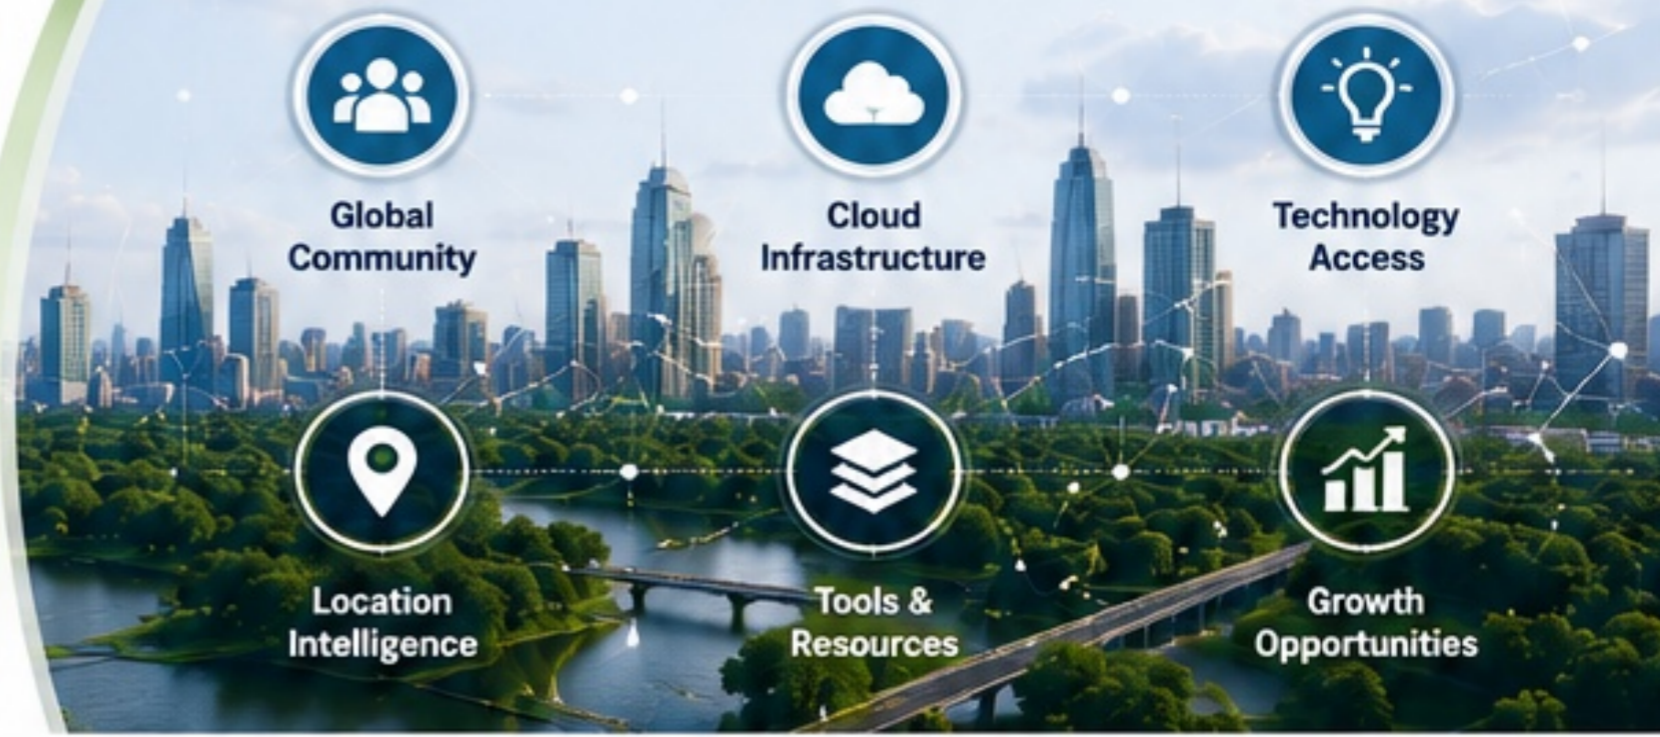 Global
Community
Cloud
Infrastructure
Technology
Access
Location
Intelligence
Tools &
Resources
Growth
Opportunities